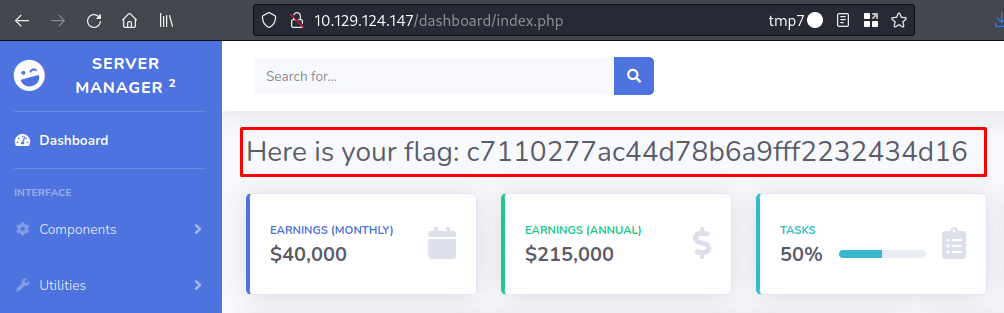 10.129.124.147/dashboard/index.php
tmp7
SERVER
MANAGER 2
Search for...
Dashboard
Here is your flag: c7110277ac44d78b6a9fff2232434d16
INTERFACE
Components
Utilities
EARNINGS (MONTHLY)
$40,000
EARNINGS (ANNUAL)
$215,000
TASKS
50%